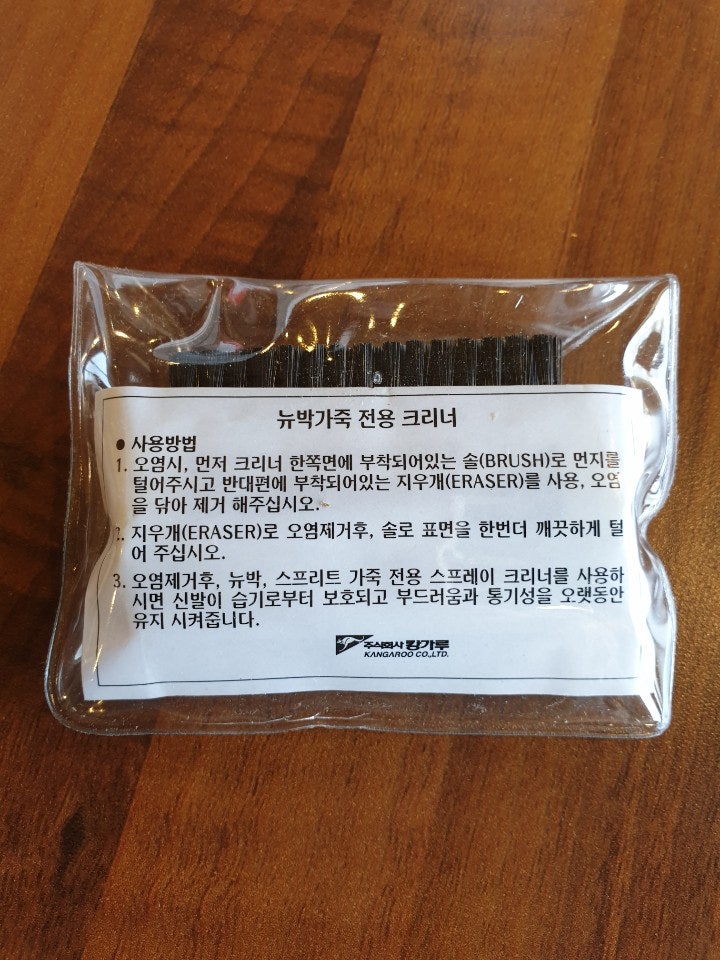 뉴박가죽 전용 크리너
● 사용방법
1. 오염시, 먼저 크리너 한쪽면에 부착되어있는 솔(BRUSH)로 먼지를
털어주시고 반대편에 부착되어있는 지우개(ERASER)를 사용, 오염
을 닦아 제거 해주십시오.
2. 지우개(ERASER)로 오염제거후, 솔로 표면을 한번더 깨끗하게 털
어 주십시오.
3. 오염제거후, 뉴박, 스프리트 가죽 전용 스프레이 크리너를 사용하
시면 신발이 습기로부터 보호되고 부드러움과 통기성을 오랫동안
유지 시켜줍니다.
주식회사 캉가루
KANGAROO CO.,LTD.